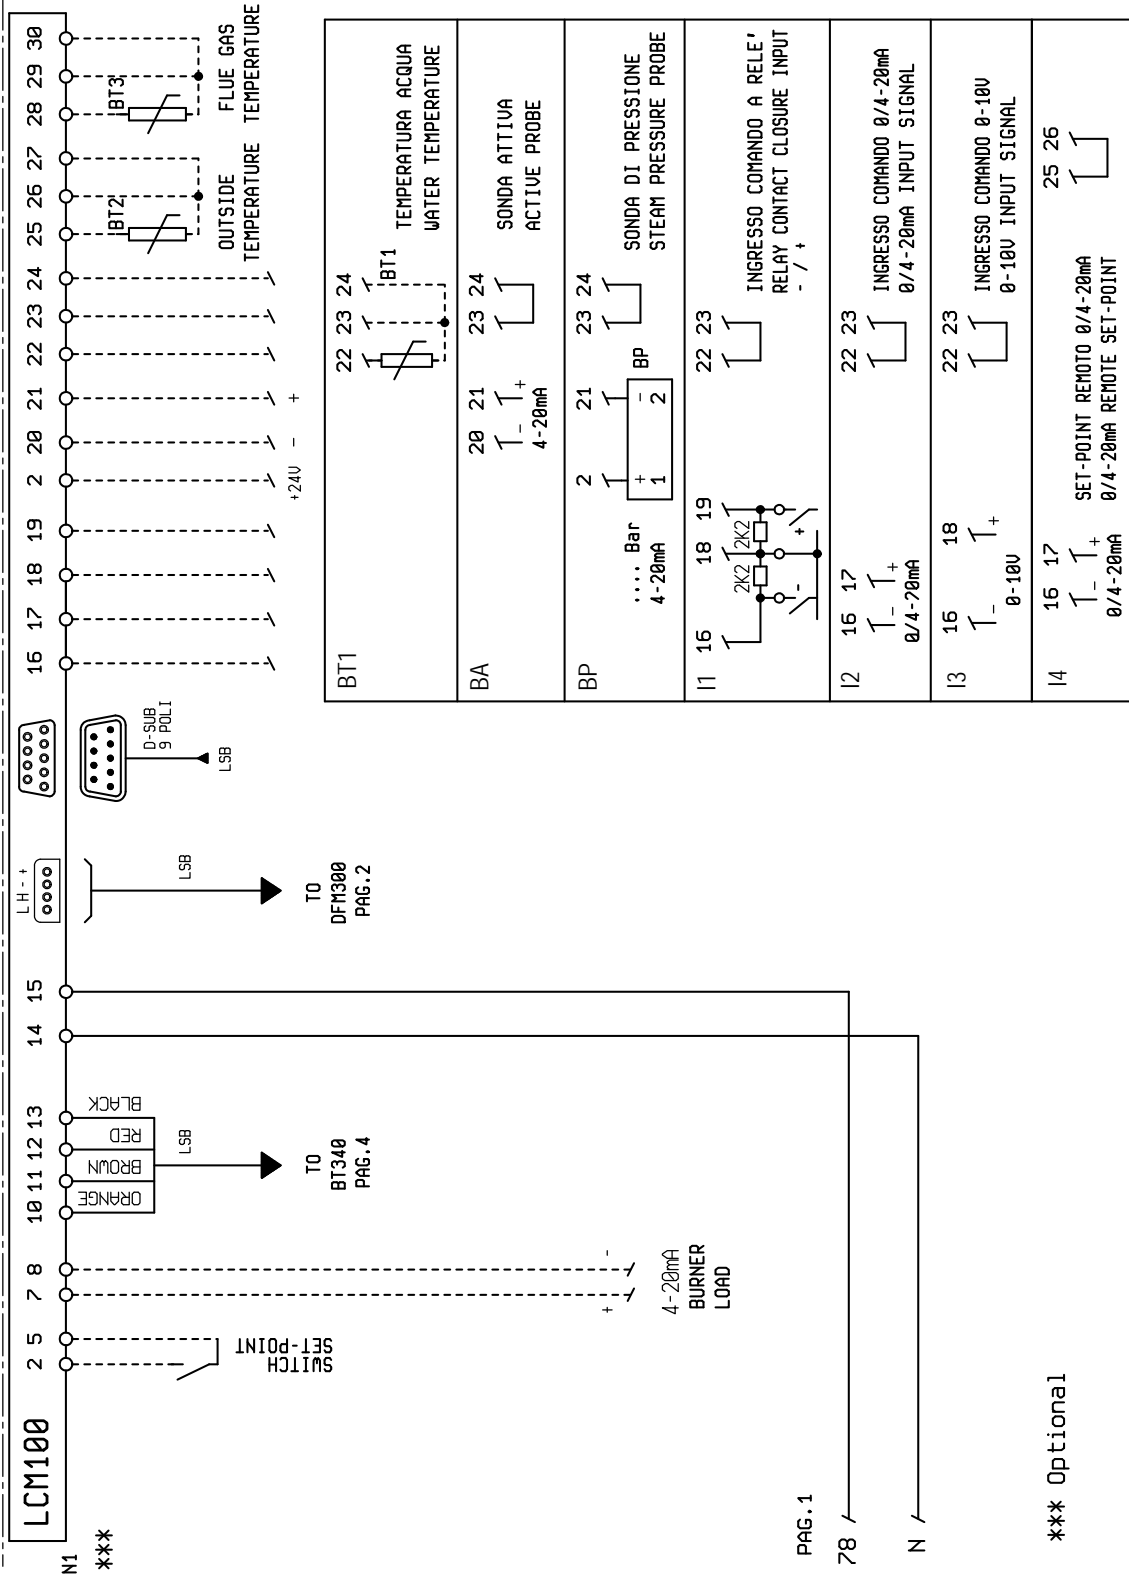 LCM100
N1
***
2 5 7 8 10 11 12 13 14 15
L H - +
16 17 18 19 2 20 21 22 23 24 25 26 27 28 29 30
SWITCH
SET-POINT
+ -
4-20mA
BURNER
LOAD
ORANGE
BROWN
RED
BLACK
LSB
TO
BT340
PAG.4
LSB
TO
DFM300
PAG.2
D-SUB
9 POLI
LSB
+24V - +
BT2
OUTSIDE
TEMPERATURE
BT3
FLUE GAS
TEMPERATURE
PAG.1
78
N
*** Optional
BT1
22 23 24
BT1
TEMPERATURA ACQUA
WATER TEMPERATURE
BA
20 21 23 24
- +
4-20mA
SONDA ATTIVA
ACTIVE PROBE
BP
2 21 23 24
.... Bar
4-20mA
+ -
1 2
BP
SONDA DI PRESSIONE
STEAM PRESSURE PROBE
I1
16 18 19 22 23
2K2 2K2
- +
INGRESSO COMANDO A RELE'
RELAY CONTACT CLOSURE INPUT
- / +
I2
16 17 22 23
- +
0/4-20mA
INGRESSO COMANDO 0/4-20mA
0/4-20mA INPUT SIGNAL
I3
16 18 22 23
- +
0-10V
INGRESSO COMANDO 0-10V
0-10V INPUT SIGNAL
I4
16 17 25 26
- +
0/4-20mA
SET-POINT REMOTO 0/4-20mA
0/4-20mA REMOTE SET-POINT